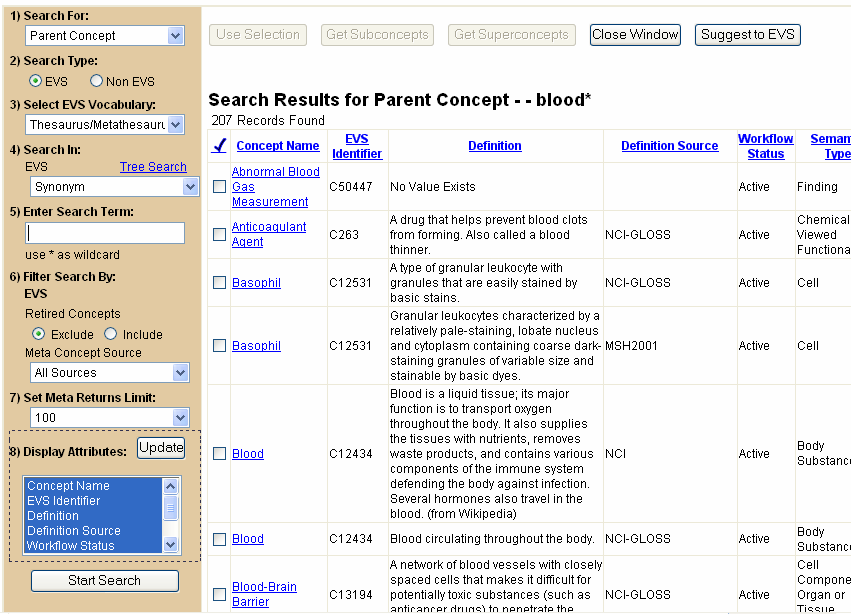 1) Search For:
Parent Concept
2) Search Type:
EVS Non EVS
3) Select EVS Vocabulary:
Thesaurus/Metathesauru
4) Search In:
EVS Tree Search
Synonym
5) Enter Search Term:
use * as wildcard
6) Filter Search By:
EVS
Retired Concepts
Exclude Include
Meta Concept Source
All Sources
7) Set Meta Returns Limit:
100
8) Display Attributes: Update
Concept Name
EVS Identifier
Definition
Definition Source
Workflow Status
Start Search
Use Selection Get Subconcepts Get Superconcepts Close Window Suggest to EVS
Search Results for Parent Concept - - blood*
207 Records Found
Concept Name EVS Identifier Definition Definition Source Workflow Status Seman Type
Abnormal Blood
Gas
Measurement
C50447
No Value Exists
Active
Finding
Anticoagulant
Agent
C263
A drug that helps prevent blood clots
from forming. Also called a blood
thinner.
NCI-GLOSS
Active
Chemical
Viewed
Functiona
Basophil
C12531
A type of granular leukocyte with
granules that are easily stained by
basic stains.
NCI-GLOSS
Active
Cell
Basophil
C12531
Granular leukocytes characterized by a
relatively pale-staining, lobate nucleus
and cytoplasm containing coarse dark-
staining granules of variable size and
stainable by basic dyes.
MSH2001
Active
Cell
Blood
C12434
Blood is a liquid tissue; its major
function is to transport oxygen
throughout the body. It also supplies
the tissues with nutrients, removes
waste products, and contains various
components of the immune system
defending the body against infection.
Several hormones also travel in the
blood. (from Wikipedia)
NCI
Active
Body
Substanc
Blood
C12434
Blood circulating throughout the body.
NCI-GLOSS
Active
Body
Substanc
Blood-Brain
Barrier
C13194
A network of blood vessels with closely
spaced cells that makes it difficult for
potentially toxic substances (such as
anticancer drugs) to penetrate the
NCI-GLOSS
Active
Cell
Compone
Organ or
Tissue